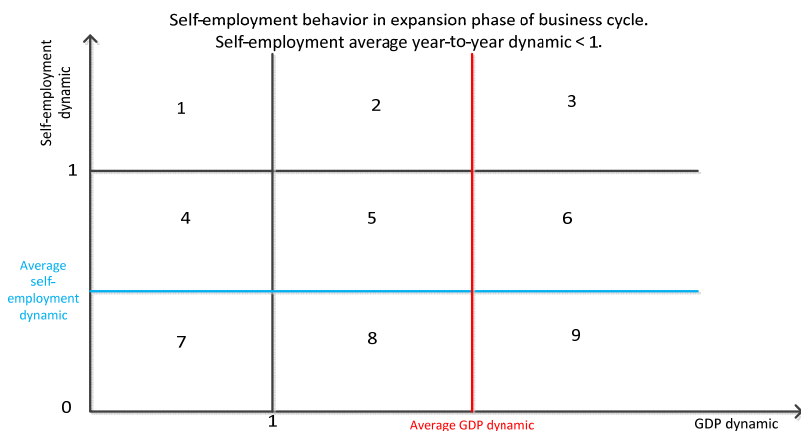 Self-employment behavior in expansion phase of business cycle.
Self-employment average year-to-year dynamic < 1.
Self-employment
dynamic
1
2
3
1
4
5
6
Average
self-
employment
dynamic
7
8
9
0
1
Average GDP dynamic
GDP dynamic